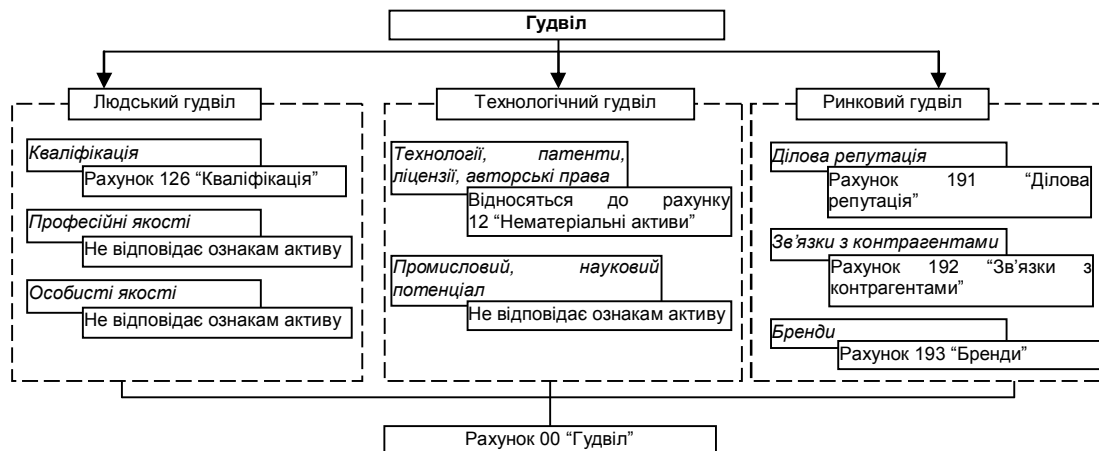 Гудвіл
Людський гудвіл
Кваліфікація
Рахунок 126 “Кваліфікація”
Професійні якості
Не відповідає ознакам активу
Особисті якості
Не відповідає ознакам активу
Технологічний гудвіл
Технології, патенти,
ліцензії, авторські права
Відносяться до рахунку
12 “Нематеріальні активи”
Промисловий, науковий
потенціал
Не відповідає ознакам активу
Ринковий гудвіл
Ділова репутація
Рахунок 191 “Ділова
репутація”
Зв’язки з контрагентами
Рахунок 192 “Зв’язки з
контрагентами”
Бренди
Рахунок 193 “Бренди”
Рахунок 00 “Гудвіл”